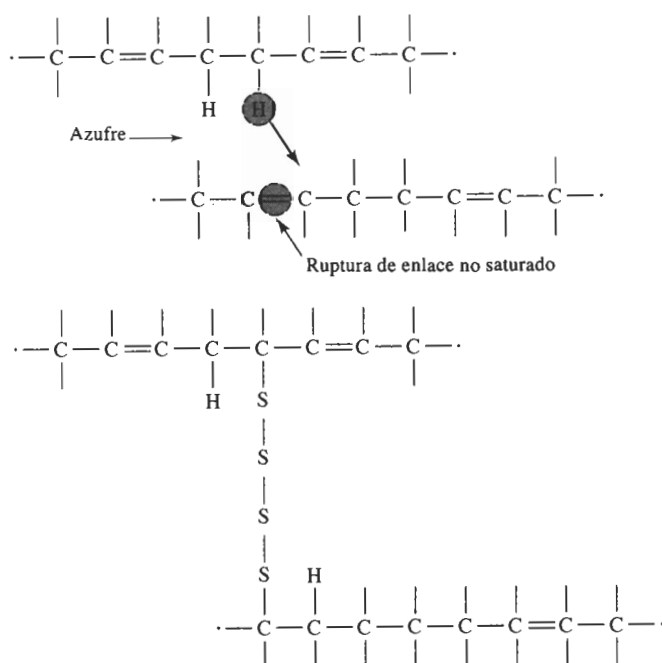 ·—C—C=C—C—C—C=C—C—·
H H
Azufre
·—C—C=C—C—C—C=C—C—·
Ruptura de enlace no saturado
·—C—C=C—C—C—C=C—C—·
H S
S
S
S H
·—C—C—C—C—C—C=C—C—·